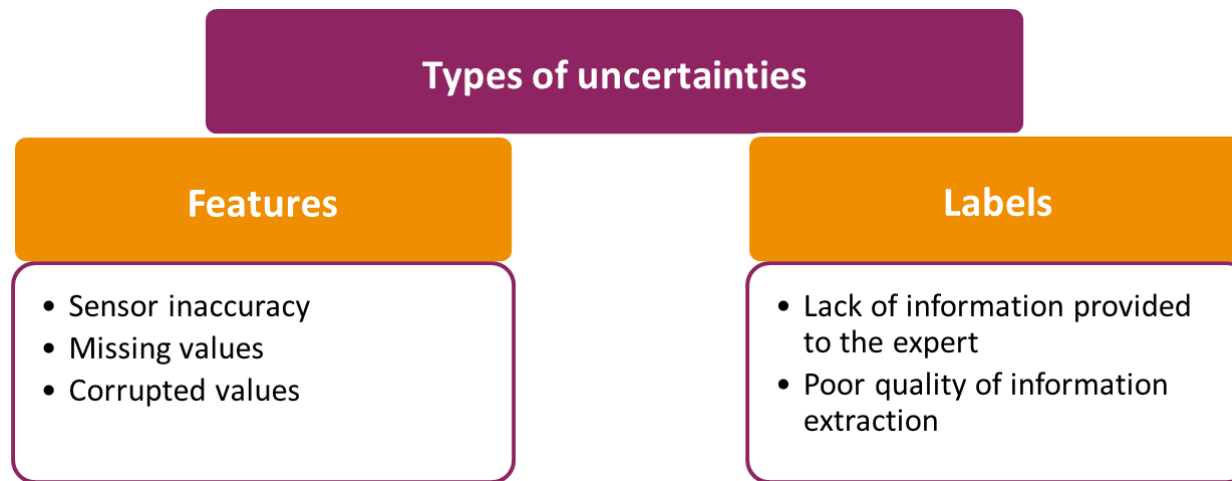 Types of uncertainties
Features
• Sensor inaccuracy
• Missing values
• Corrupted values
Labels
• Lack of information provided
to the expert
• Poor quality of information
extraction